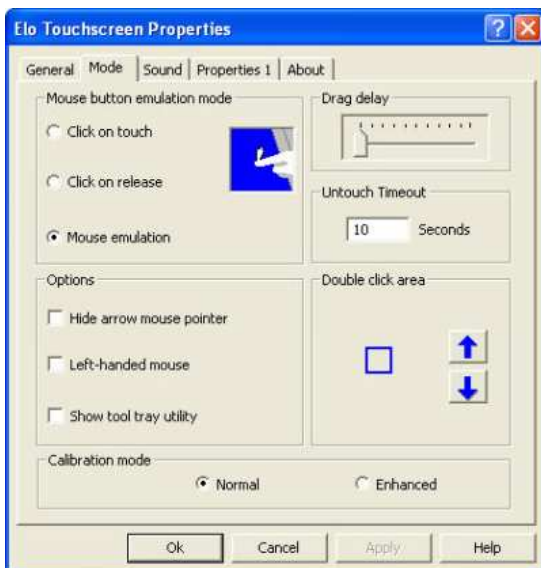 Elo Touchscreen Properties
General Mode Sound Properties 1 About
Mouse button emulation mode
Click on touch
Click on release
Mouse emulation
Drag delay
Untouch Timeout
10 Seconds
Options
Hide arrow mouse pointer
Left-handed mouse
Show tool tray utility
Double click area
Calibration mode
Normal Enhanced
Ok Cancel Apply Help